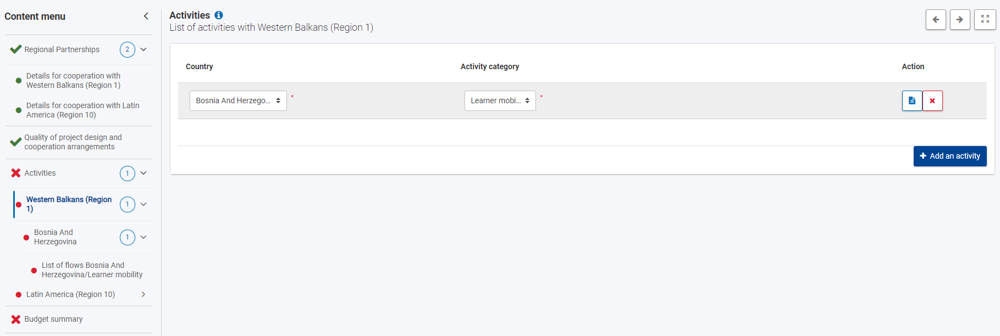 Content menu
Regional Partnerships 2
Details for cooperation with
Western Balkans (Region 1)
Details for cooperation with Latin
America (Region 10)
Quality of project design and
cooperation arrangements
Activities 1
Western Balkans (Region
1) 1
Bosnia And
Herzegovina 1
List of flows Bosnia And
Herzegovina/Learner mobility
Latin America (Region 10)
Budget summary
Activities
List of activities with Western Balkans (Region 1)
Country Activity category Action
Bosnia And Herzego... * Learner mobi... *
Add an activity